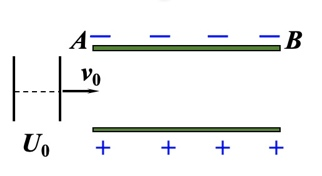 A − − − − B
v₀
U₀
+ + + +